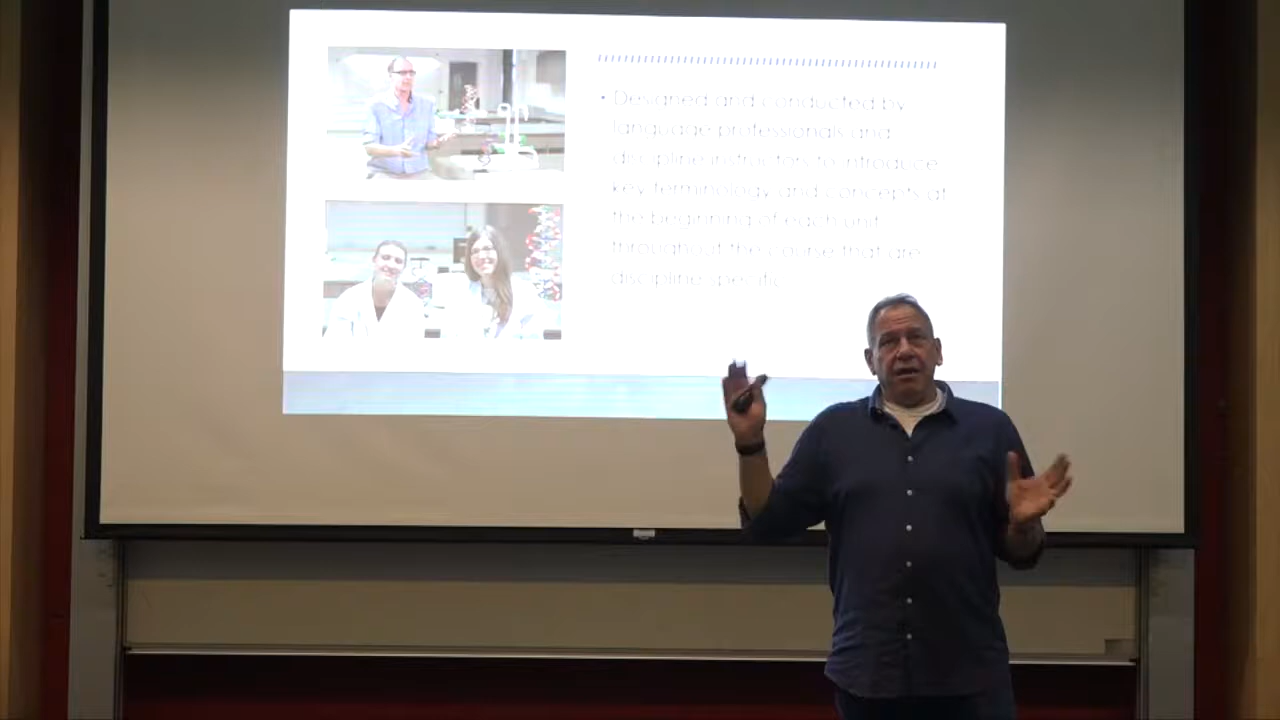 • Designed and conducted by
language professionals and
discipline instructors to introduce
key terminology and concepts at
the beginning of each unit
throughout the course that are
discipline specific